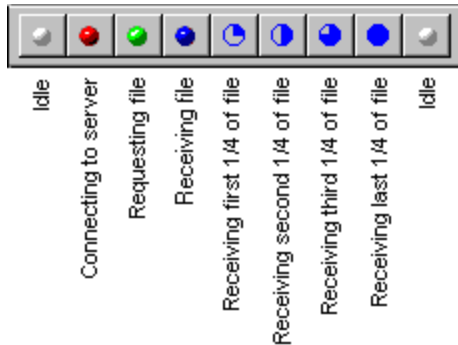 Idle
Connecting to server
Requesting file
Receiving file
Receiving first 1/4 of file
Receiving second 1/4 of file
Receiving third 1/4 of file
Receiving last 1/4 of file
Idle